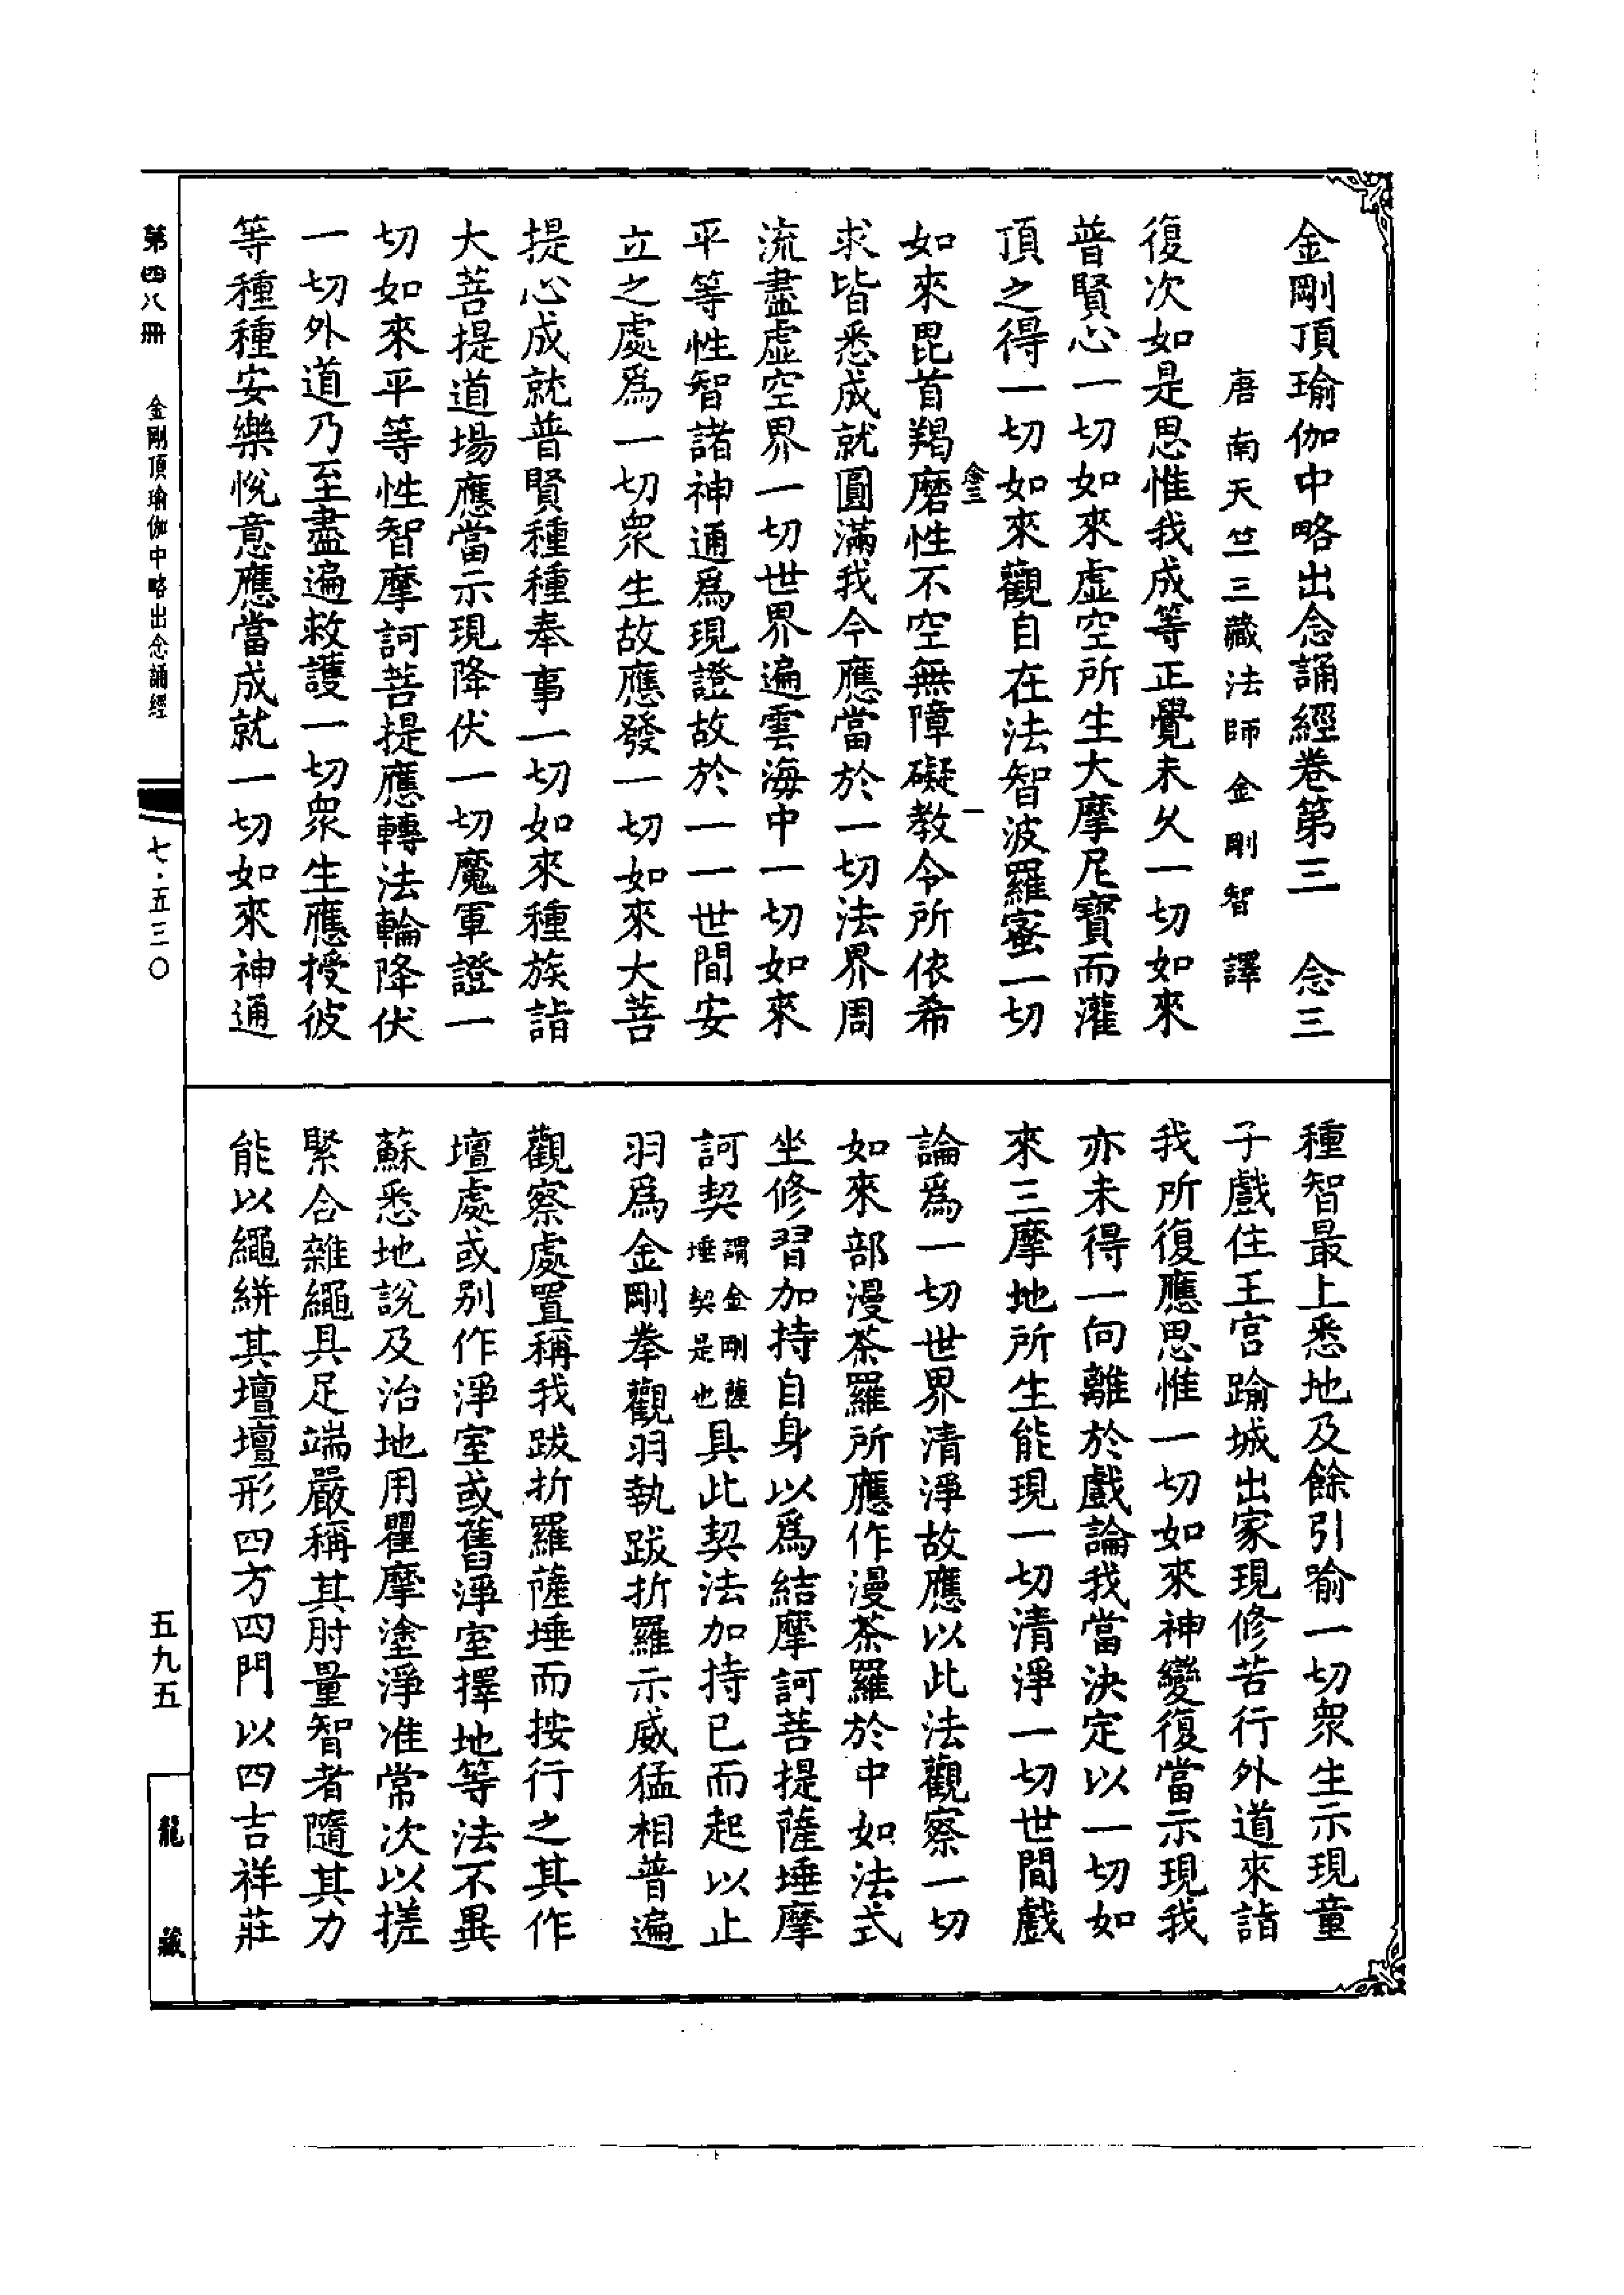 金剛頂瑜伽中略出念誦經卷第三　念三
唐南天竺三藏法師金剛智　譯
復次如是思惟我成等正覺未久一切如來
普賢心一切如來虛空所生大摩尼寶而灌
頂之得一切如來觀自在法智波羅蜜一切
念三　一
如來毘首羯磨性不空無障礙教令所依希
求皆悉成就圓滿我今應當於一切法界周
流盡虛空界一切世界遍雲海中一切如來
平等性智諸神通爲現證故於一一世間安
立之處爲一切眾生故應發一切如來大菩
提心成就普賢種種奉事一切如來種族詣
大菩提道場應當示現降伏一切魔軍證一
切如來平等性智摩訶菩提應轉法輪降伏
一切外道乃至盡遍救護一切眾生應授彼
等種種安樂悅意應當成就一切如來神通
種智最上悉地及餘引喻一切眾生示現童
子戲住王宮踰城出家現修苦行外道來詣
我所復應思惟一切如來神變復當示現我
亦未得一向離於戲論我當決定以一切如
來三摩地所生能現一切清淨一切世間戲
論爲一切世界清淨故應以此法觀察一切
如來部漫荼羅所應作漫荼羅於中如法式
坐修習加持自身以爲結摩訶菩提薩埵摩
訶契謂金剛薩埵契是也具此契法加持已而起以止
羽爲金剛拳觀羽執跋折羅示威猛相普遍
觀察處置稱我跋折羅薩埵而按行之其作
壇處或別作淨室或舊淨室擇地等法不異
蘇悉地說及治地用瞿摩塗淨准常次以搓
緊合雜繩具足端嚴稱其肘量智者隨其力
能以繩絣其壇壇形四方四門以四吉祥莊
第四八冊　金剛頂瑜伽中略出念誦經　七·五三〇　五九五　龍藏